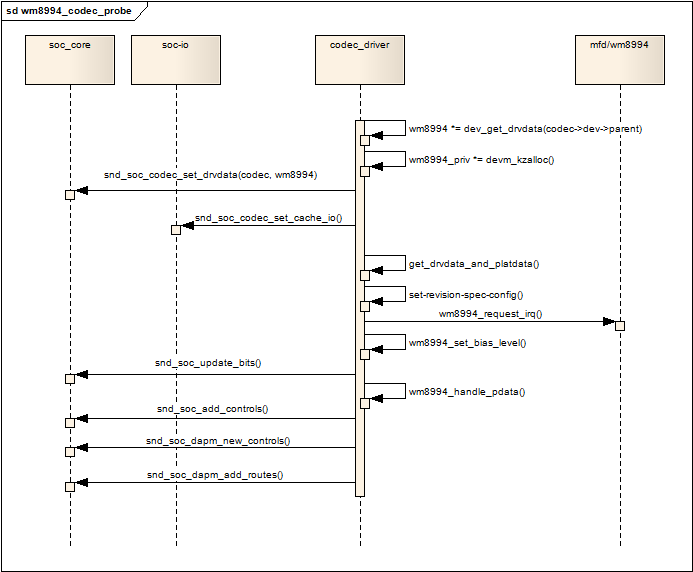 sd wm8994_codec_probe
soc_core
soc-io
codec_driver
mfd/wm8994
wm8994 *= dev_get_drvdata(codec->dev->parent)
wm8994_priv *= devm_kzalloc()
snd_soc_codec_set_drvdata(codec, wm8994)
snd_soc_codec_set_cache_io()
get_drvdata_and_platdata()
set-revision-spec-config()
wm8994_request_irq()
wm8994_set_bias_level()
snd_soc_update_bits()
wm8994_handle_pdata()
snd_soc_add_controls()
snd_soc_dapm_new_controls()
snd_soc_dapm_add_routes()